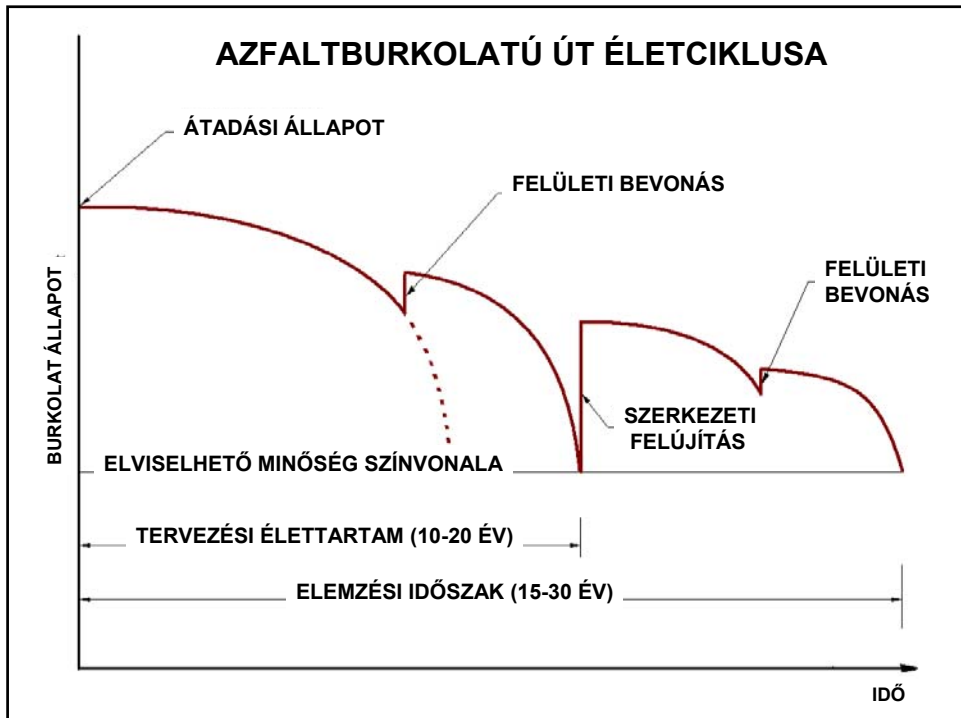 AZFALTBURKOLATÚ ÚT ÉLETCIKLUSA
ÁTADÁSI ÁLLAPOT
FELÜLETI BEVONÁS
FELÜLETI
BEVONÁS
BURKOLAT ÁLLAPOT
SZERKEZETI
FELÚJÍTÁS
ELVISELHETŐ MINŐSÉG SZÍNVONALA
TERVEZÉSI ÉLETTARTAM (10-20 ÉV)
ELEMZÉSI IDŐSZAK (15-30 ÉV)
IDŐ